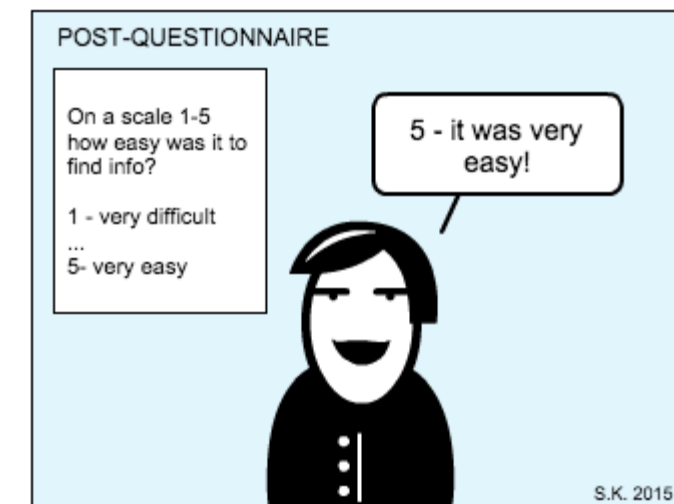 POST-QUESTIONNAIRE
On a scale 1-5
how easy was it to
find info?
1 - very difficult
...
5- very easy
5 - it was very
easy!
S.K. 2015